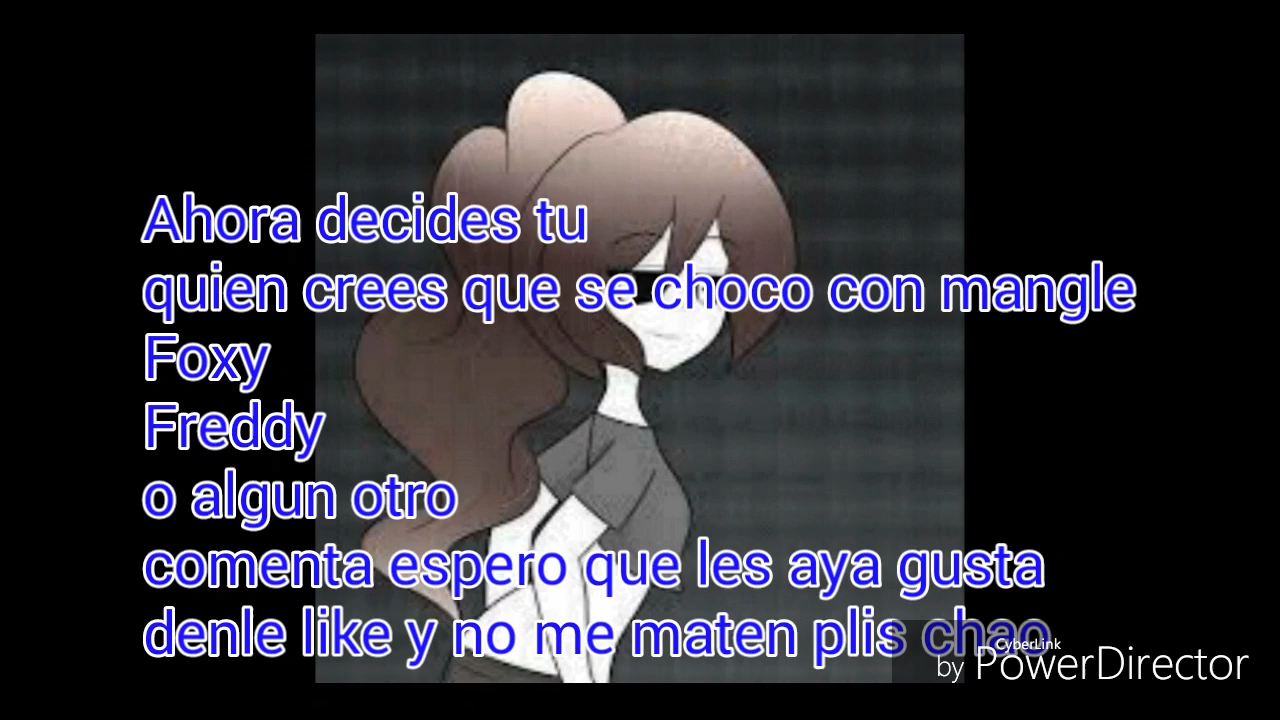 Ahora decides tu
quien crees que se choco con mangle
Foxy
Freddy
o algun otro
comenta espero que les aya gusta
denle like y no me maten plis chao
CyberLink
by PowerDirector